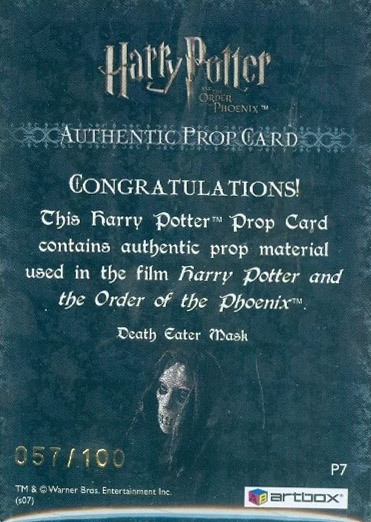 Harry Potter
AND THE
ORDER
OF THE
PHOENIX™
AUTHENTIC PROP CARD
CONGRATULATIONS!
This Harry Potter™ Prop Card
contains authentic prop material
used in the film Harry Potter and
the Order of the Phoenix™.
Death Eater Mask
057/100
P7
TM & © Warner Bros. Entertainment Inc.
(s07)
artbox®